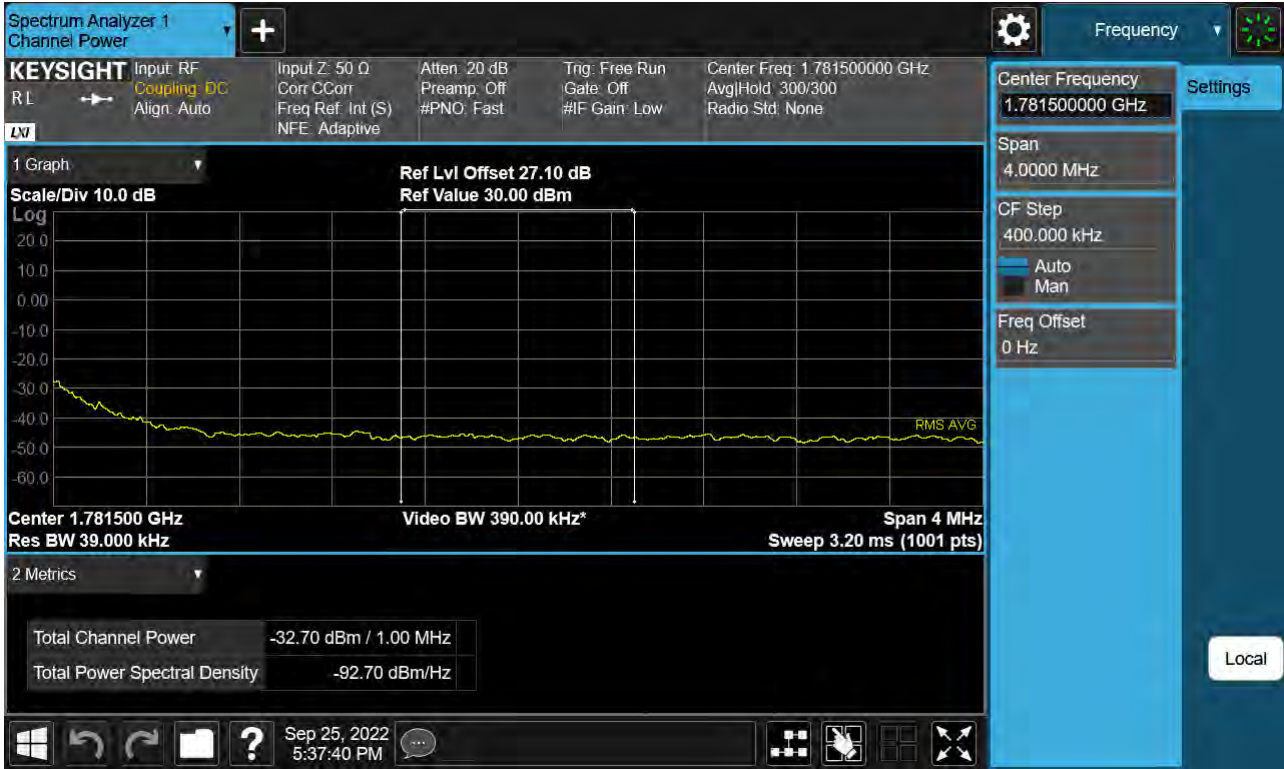 Spectrum Analyzer 1
Channel Power
+
Frequency
KEYSIGHT
R L
LXI
Input: RF
Coupling: DC
Align: Auto
Input Z: 50 Ω
Corr CCorr
Freq Ref: Int (S)
NFE: Adaptive
Atten: 20 dB
Preamp: Off
#PNO: Fast
Trig: Free Run
Gate: Off
#IF Gain: Low
Center Freq: 1.781500000 GHz
Avg|Hold: 300/300
Radio Std: None
1 Graph
Scale/Div 10.0 dB
Ref Lvl Offset 27.10 dB
Ref Value 30.00 dBm
Log
20.0
10.0
0.00
-10.0
-20.0
-30.0
-40.0
-50.0
-60.0
RMS AVG
Center 1.781500 GHz
Res BW 39.000 kHz
Video BW 390.00 kHz*
Span 4 MHz
Sweep 3.20 ms (1001 pts)
2 Metrics
Total Channel Power -32.70 dBm / 1.00 MHz
Total Power Spectral Density -92.70 dBm/Hz
Center Frequency
1.781500000 GHz
Span
4.0000 MHz
CF Step
400.000 kHz
Auto
Man
Freq Offset
0 Hz
Settings
Local
?
Sep 25, 2022
5:37:40 PM